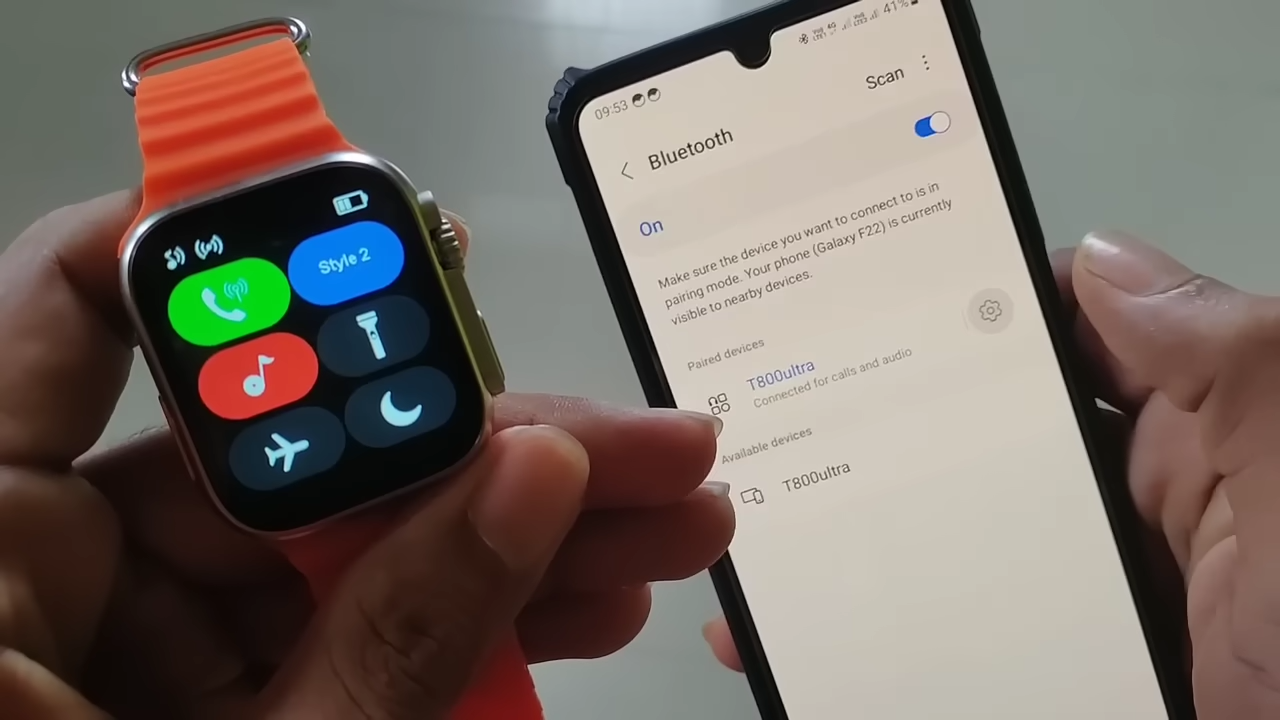 Style 2
09:53
41%
Scan
Bluetooth
On
Make sure the device you want to connect to is in
pairing mode. Your phone (Galaxy F22) is currently
visible to nearby devices.
Paired devices
T800ultra
Connected for calls and audio
Available devices
T800ultra